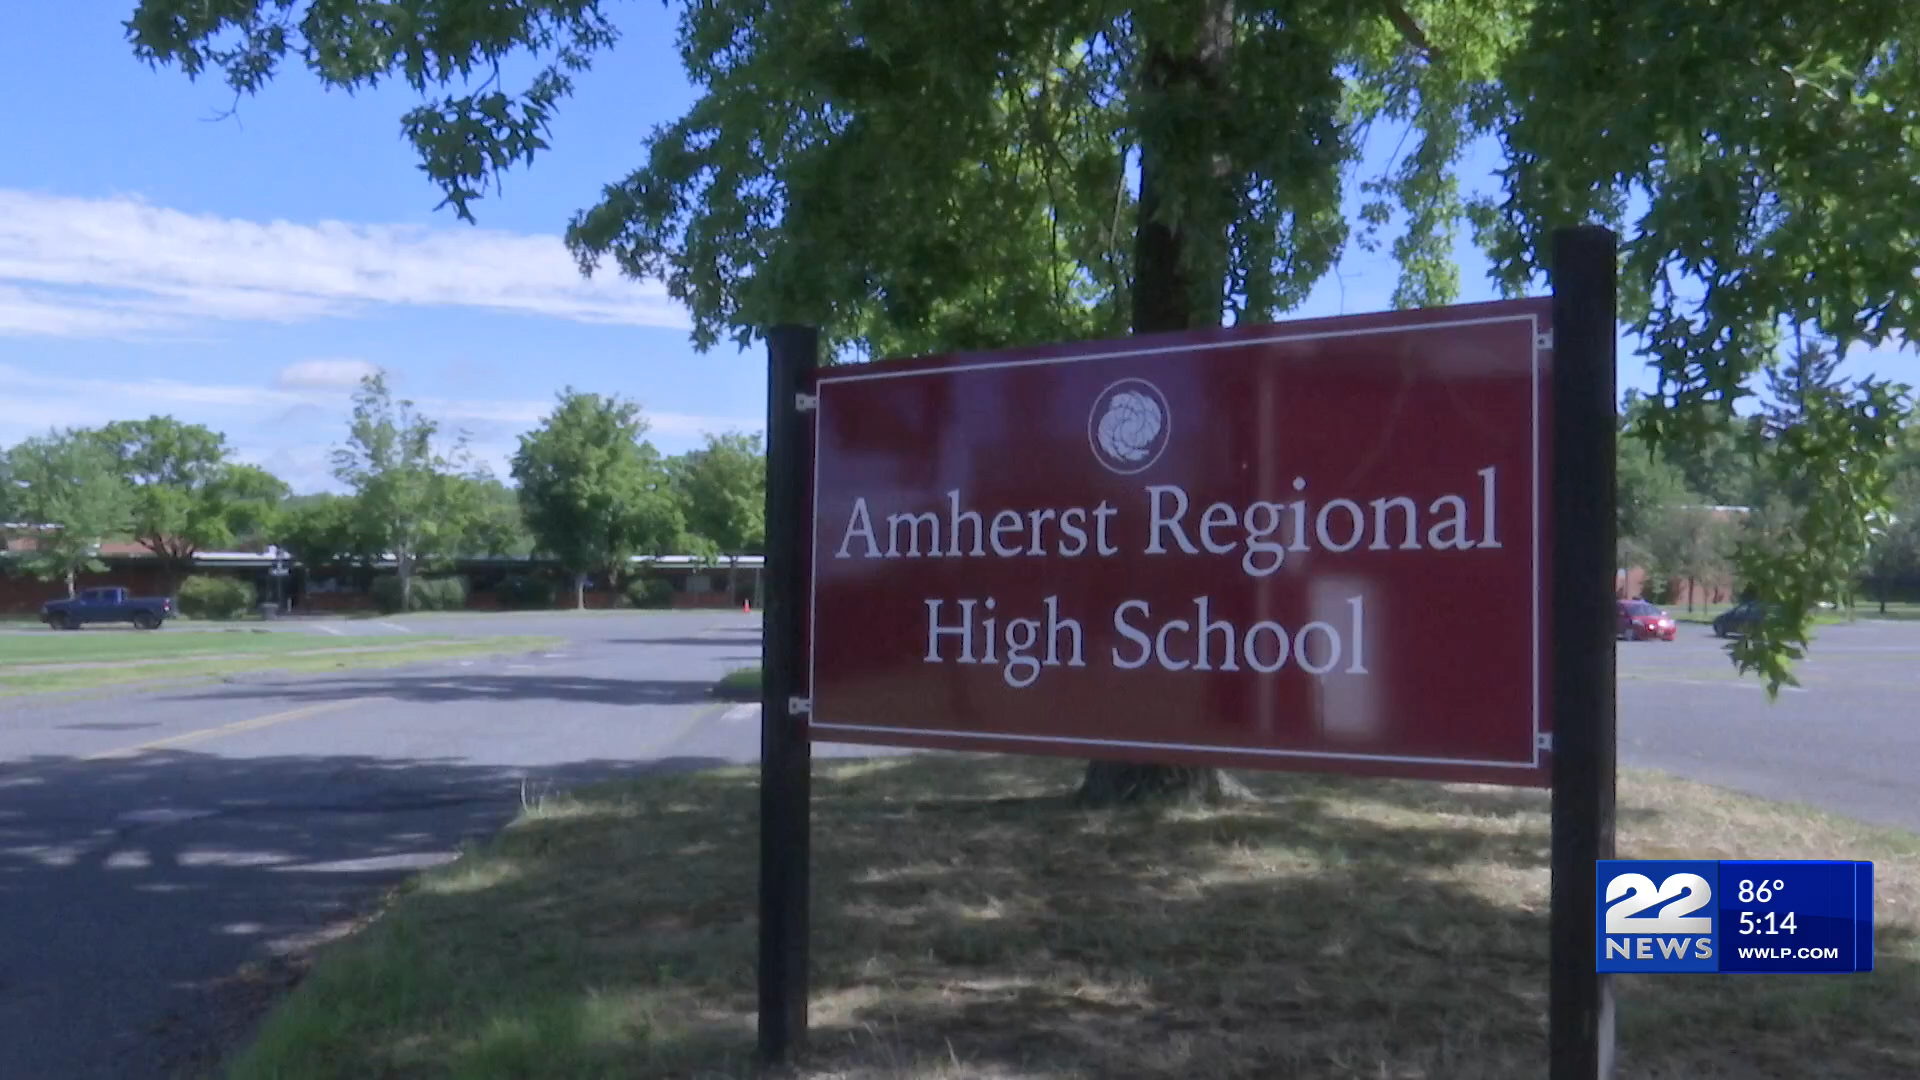 Amherst Regional
High School
22
NEWS
86°
5:14
WWLP.COM